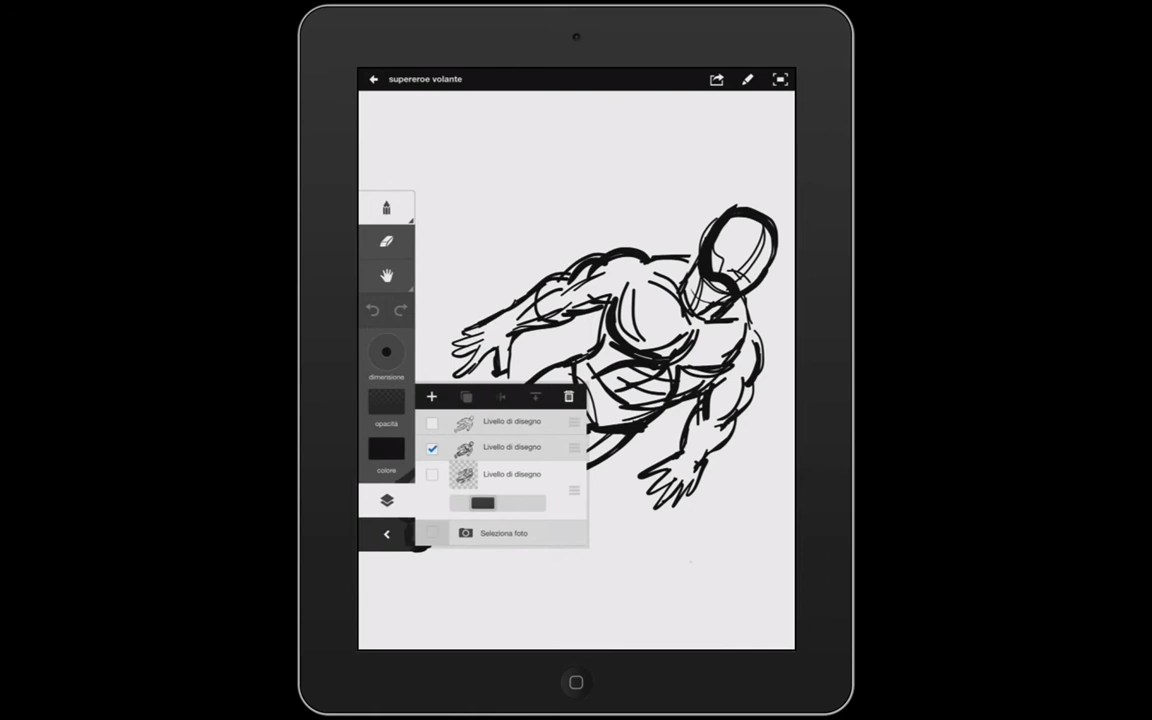 supereroe volante
dimensione
opacità
colore
Livello di disegno
Livello di disegno
Livello di disegno
Seleziona foto